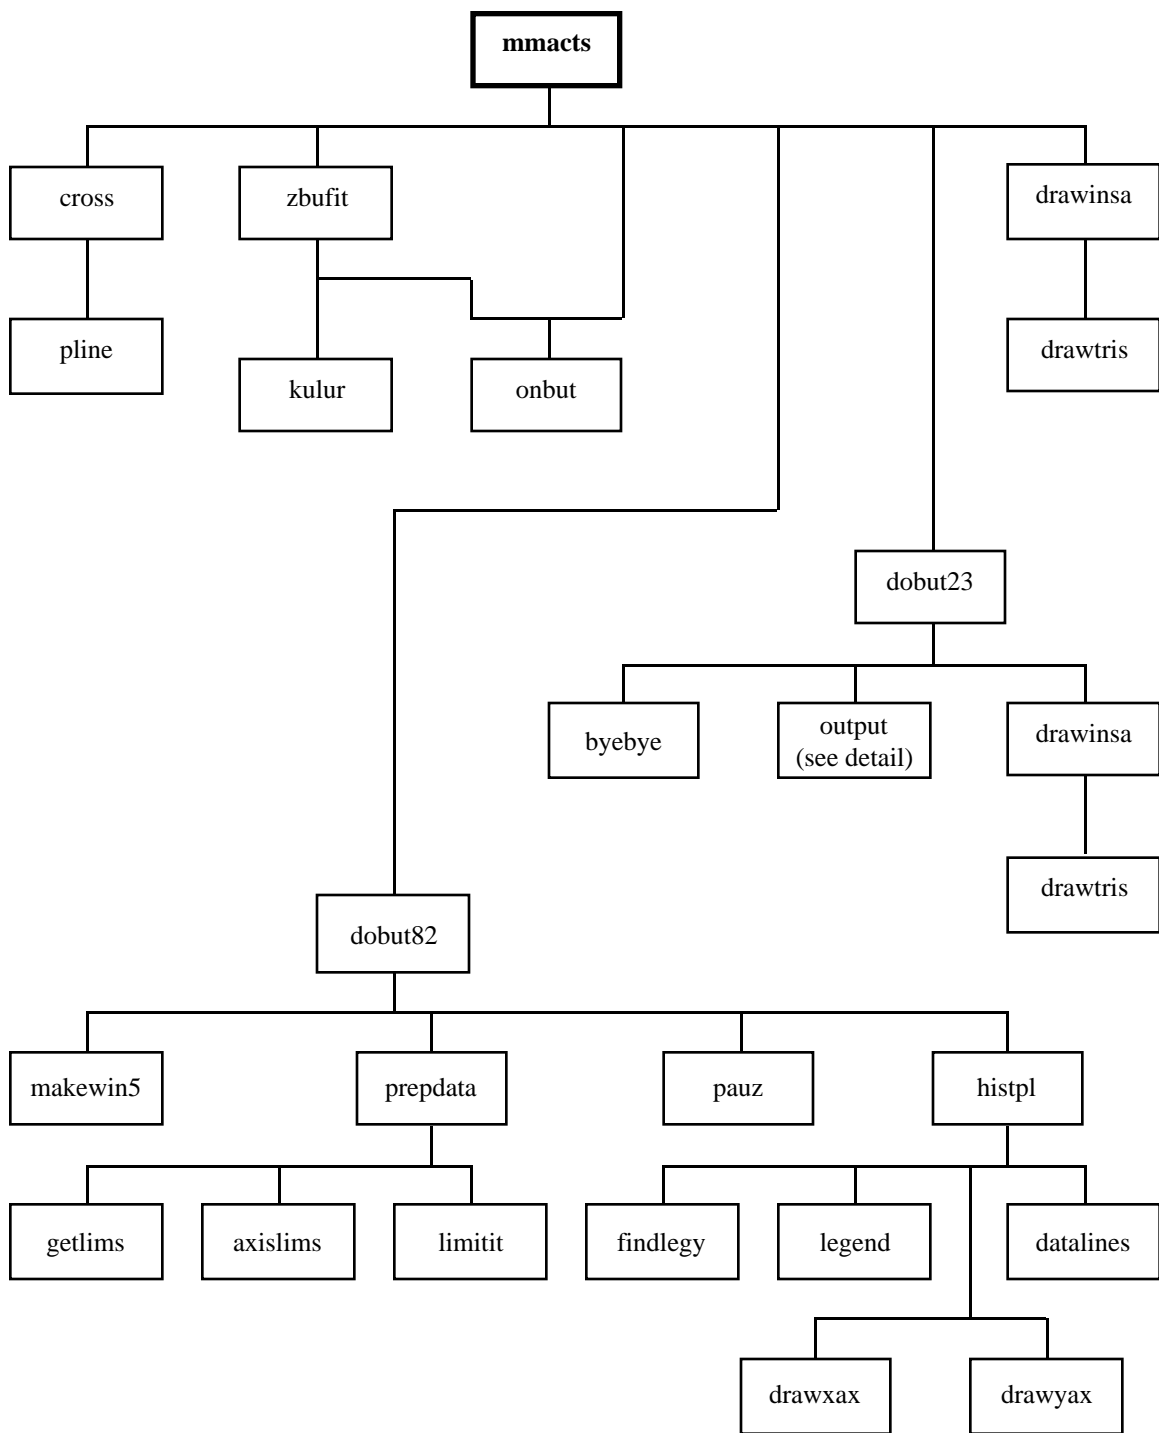 mmacts
cross
zbufit
drawinsa
pline
kulur
onbut
drawtris
dobut23
byebye
output
(see detail)
drawinsa
drawtris
dobut82
makewin5
prepdata
pauz
histpl
getlims
axislims
limitit
findlegy
legend
datalines
drawxax
drawyax